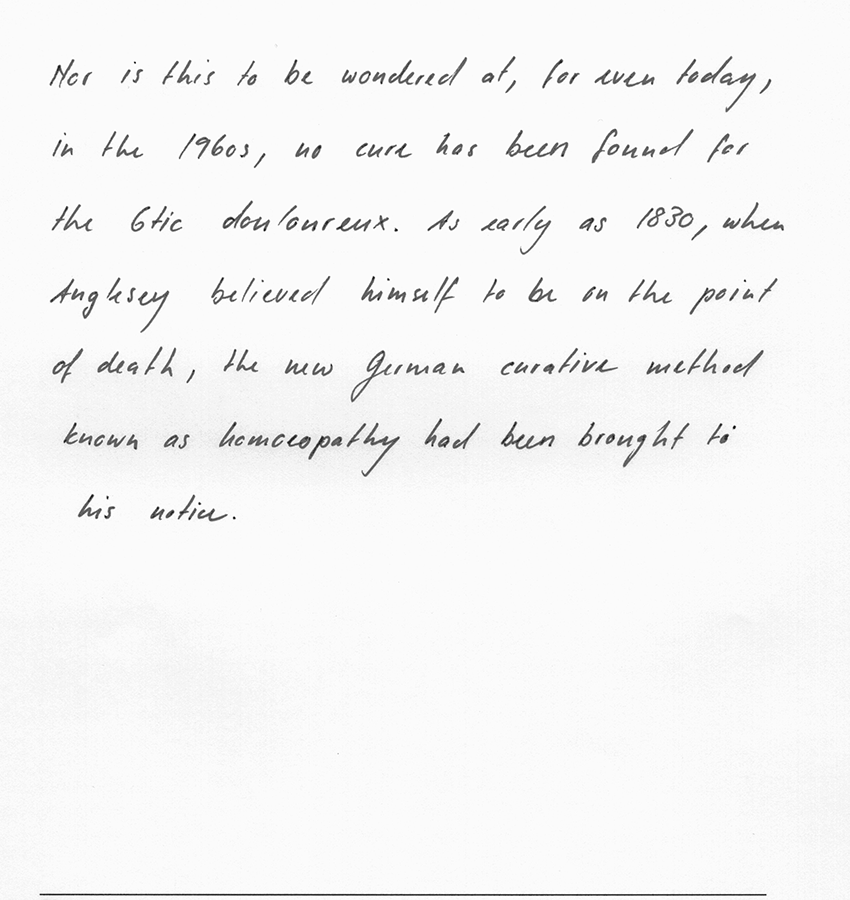 Nor is this to be wondered at, for even today,
in the 1960s, no cure has been found for
the 6tic douloureux. As early as 1830, when
Anglesey believed himself to be on the point
of death, the new German curative method
known as homoeopathy had been brought to
his notice.